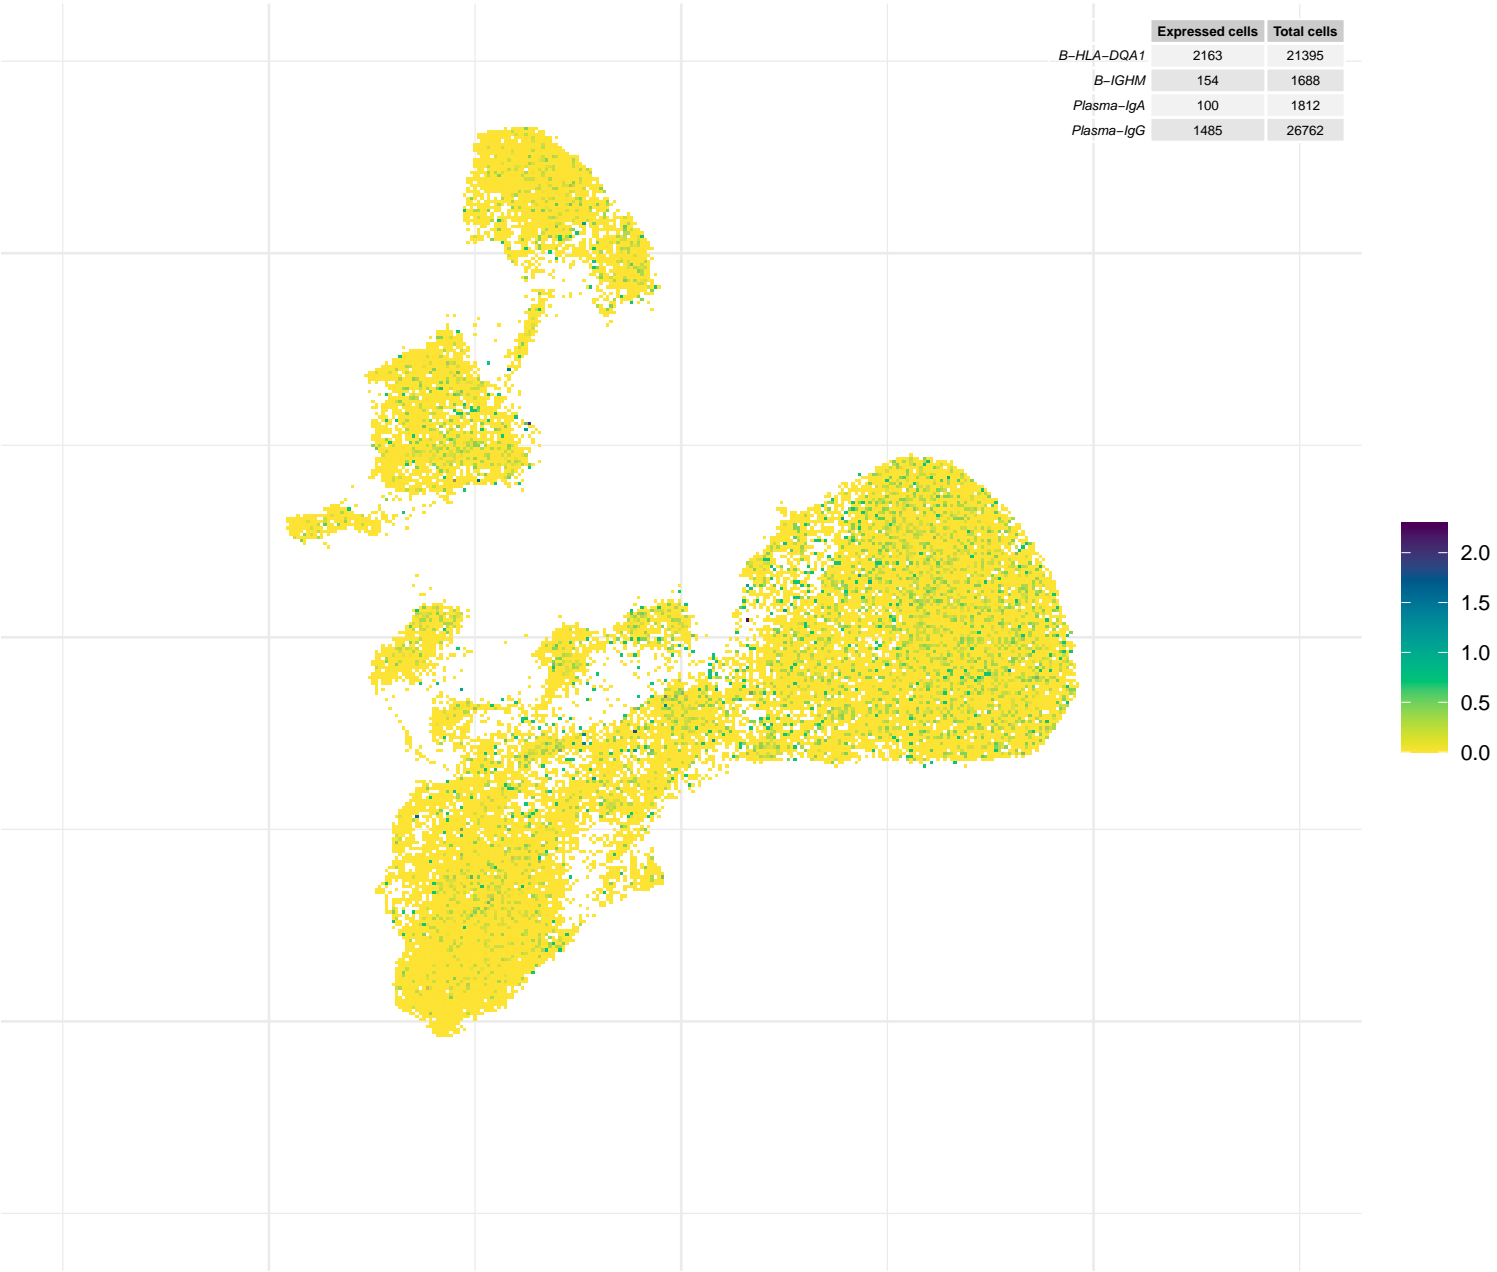 Expressed cells Total cells
B−HLA−DQA1 2163 21395
B−IGHM 154 1688
Plasma−IgA 100 1812
Plasma−IgG 1485 26762
2.0
1.5
1.0
0.5
0.0